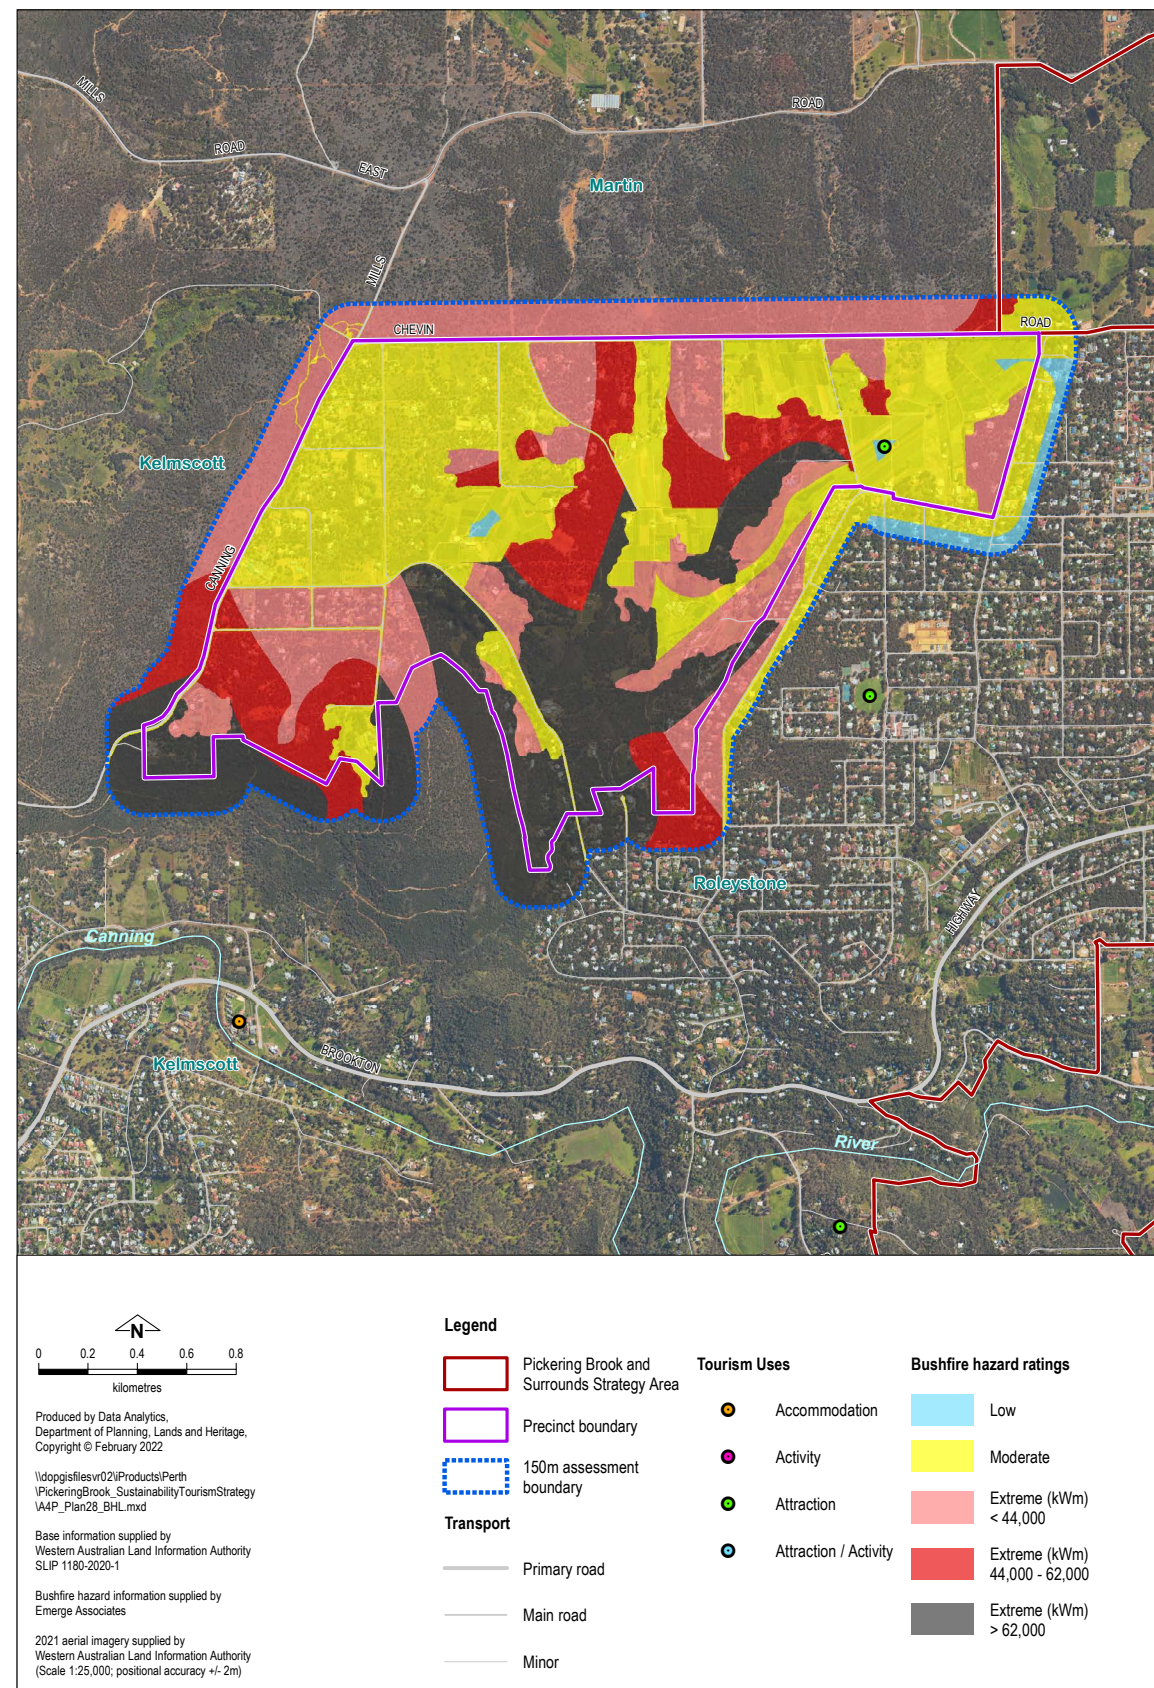 MILLS
ROAD
EAST
ROAD
Martin
MILLS
CHEVIN
ROAD
Kelmscott
CANNING
Roleystone
HIGHWAY
Canning
Kelmscott
BROOKTON
River
N
0 0.2 0.4 0.6 0.8
kilometres
Produced by Data Analytics,
Department of Planning, Lands and Heritage,
Copyright © February 2022
\\dopgisfilesvr02\iProducts\Perth
\PickeringBrook_SustainabilityTourismStrategy
\A4P_Plan28_BHL.mxd
Base information supplied by
Western Australian Land Information Authority
SLIP 1180-2020-1
Bushfire hazard information supplied by
Emerge Associates
2021 aerial imagery supplied by
Western Australian Land Information Authority
(Scale 1:25,000; positional accuracy +/- 2m)
Legend
Pickering Brook and
Surrounds Strategy Area
Precinct boundary
150m assessment
boundary
Transport
Primary road
Main road
Minor
Tourism Uses
Accommodation
Activity
Attraction
Attraction / Activity
Bushfire hazard ratings
Low
Moderate
Extreme (kWm)
< 44,000
Extreme (kWm)
44,000 - 62,000
Extreme (kWm)
> 62,000